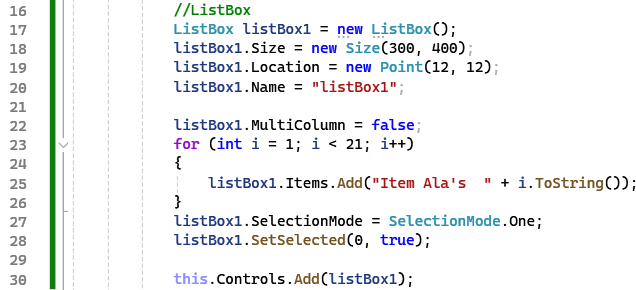 16 //ListBox
17 ListBox listBox1 = new ListBox();
18 listBox1.Size = new Size(300, 400);
19 listBox1.Location = new Point(12, 12);
20 listBox1.Name = "listBox1";
21
22 listBox1.MultiColumn = false;
23 for (int i = 1; i < 21; i++)
24 {
25 listBox1.Items.Add("Item Ala's  " + i.ToString());
26 }
27 listBox1.SelectionMode = SelectionMode.One;
28 listBox1.SetSelected(0, true);
29
30 this.Controls.Add(listBox1);